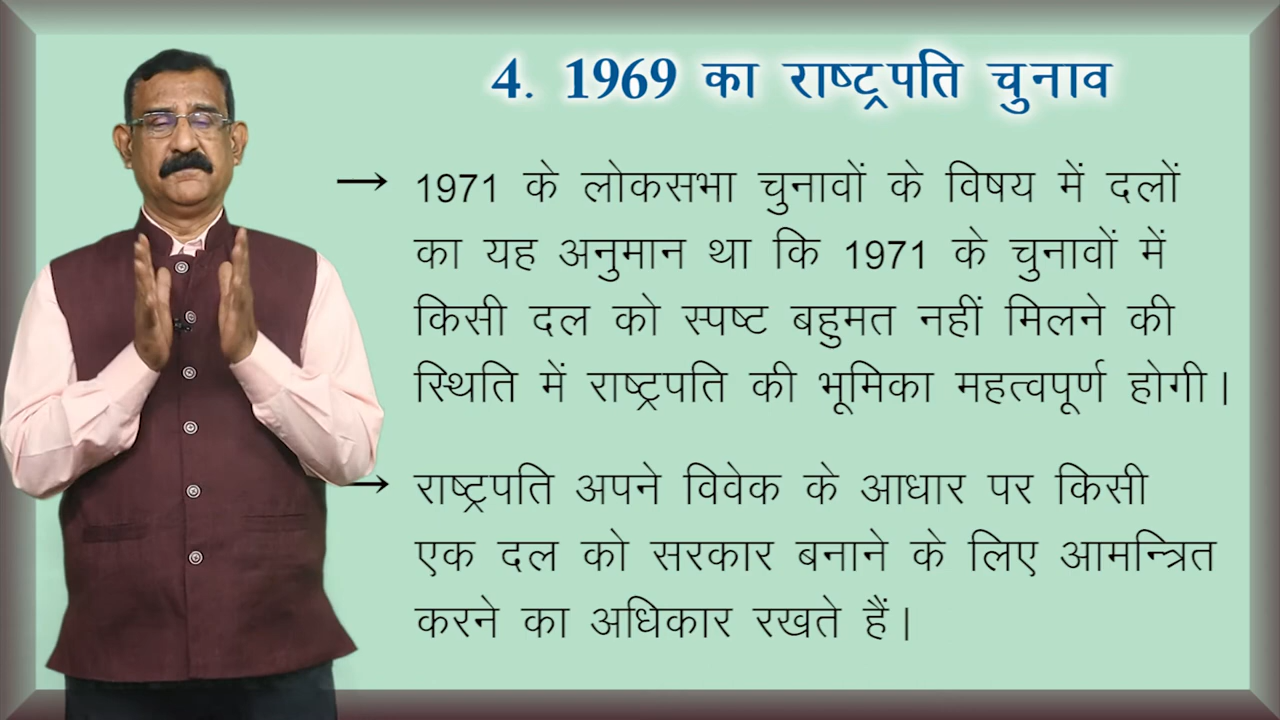 4. 1969 का राष्ट्रपति चुनाव
→ 1971 के लोकसभा चुनावों के विषय में दलों
का यह अनुमान था कि 1971 के चुनावों में
किसी दल को स्पष्ट बहुमत नहीं मिलने की
स्थिति में राष्ट्रपति की भूमिका महत्वपूर्ण होगी।
→ राष्ट्रपति अपने विवेक के आधार पर किसी
एक दल को सरकार बनाने के लिए आमन्त्रित
करने का अधिकार रखते हैं।